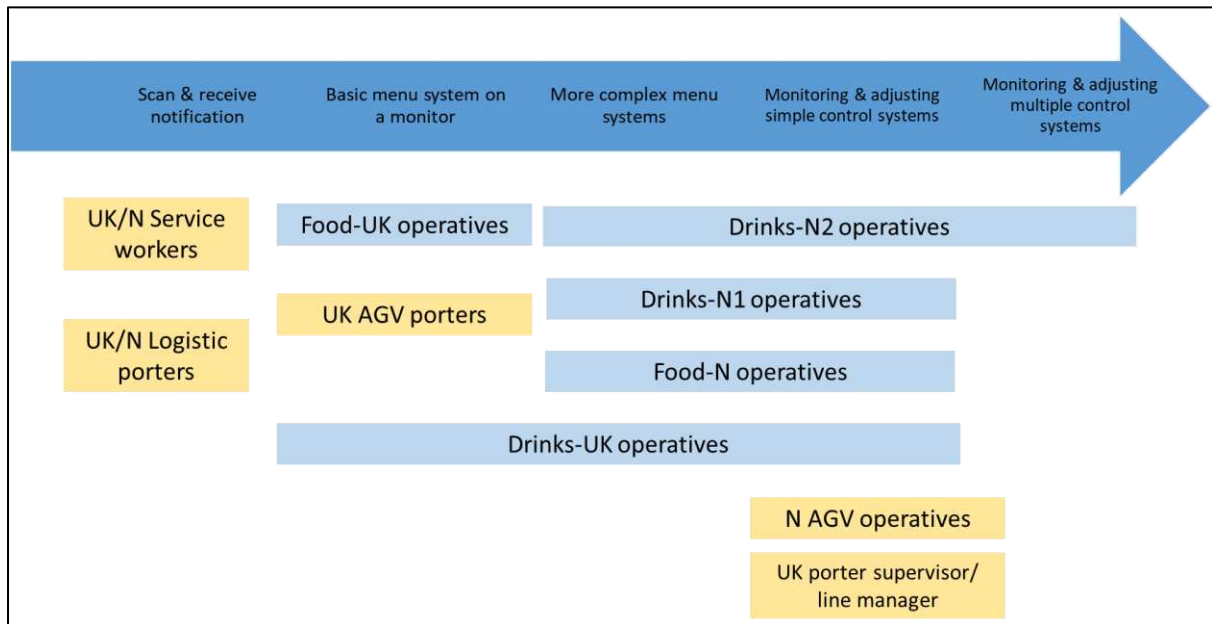 Scan & receive
notification
Basic menu system on
a monitor
More complex menu
systems
Monitoring & adjusting
simple control systems
Monitoring & adjusting
multiple control
systems
UK/N Service
workers
Food-UK operatives
Drinks-N2 operatives
UK AGV porters
Drinks-N1 operatives
UK/N Logistic
porters
Food-N operatives
Drinks-UK operatives
N AGV operatives
UK porter supervisor/
line manager